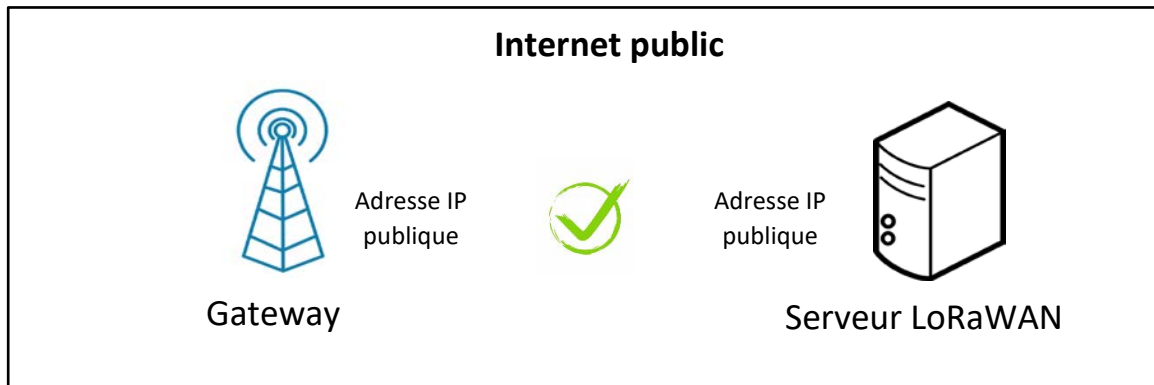 Internet public
Adresse IP
publique
Adresse IP
publique
Gateway
Serveur LoRaWAN